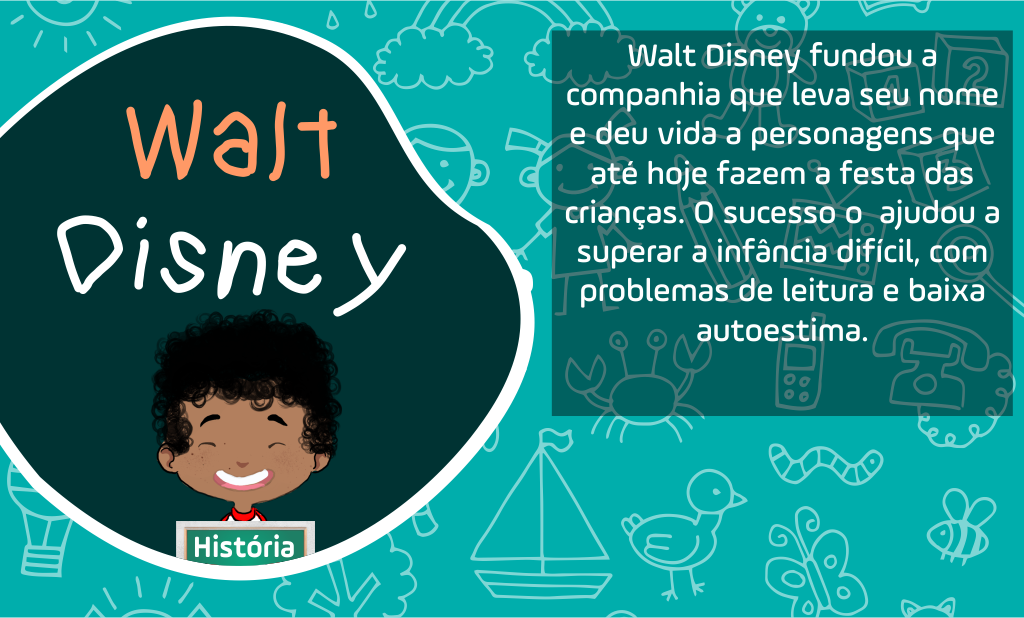 Walt
Disney
História
Walt Disney fundou a
companhia que leva seu nome
e deu vida a personagens que
até hoje fazem a festa das
crianças. O sucesso o  ajudou a
superar a infância difícil, com
problemas de leitura e baixa
autoestima.